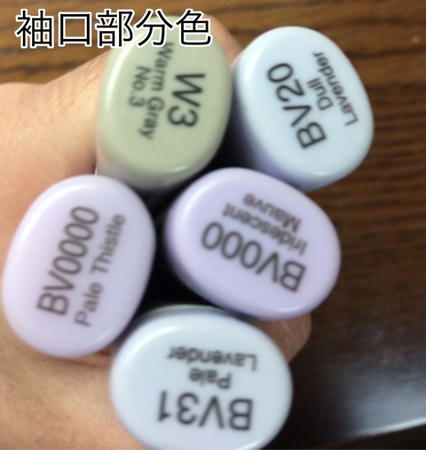 袖口部分色
W3
Warm Gray
No.3
BV20
Dull
Lavender
BV0000
Pale Thistle
BV000
Iridescent
Mauve
BV31
Pale
Lavender